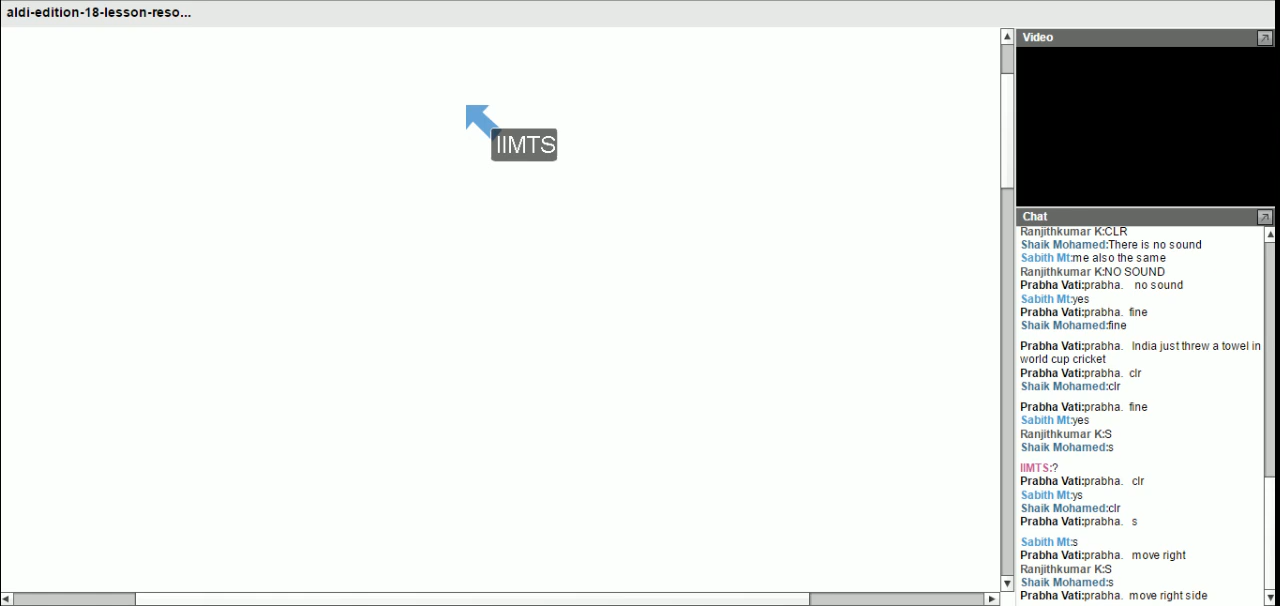 aldi-edition-18-lesson-reso...
IIMTS
Video
Chat
Ranjithkumar K:CLR
Shaik Mohamed:There is no sound
Sabith Mt:me also the same
Ranjithkumar K:NO SOUND
Prabha Vati:prabha. no sound
Sabith Mt:yes
Prabha Vati:prabha. fine
Shaik Mohamed:fine
Prabha Vati:prabha. India just threw a towel in
world cup cricket
Prabha Vati:prabha. clr
Shaik Mohamed:clr
Prabha Vati:prabha. fine
Sabith Mt:yes
Ranjithkumar K:S
Shaik Mohamed:s
IIMTS:?
Prabha Vati:prabha. clr
Sabith Mt:ys
Shaik Mohamed:clr
Prabha Vati:prabha. s
Sabith Mt:s
Prabha Vati:prabha. move right
Ranjithkumar K:S
Shaik Mohamed:s
Prabha Vati:prabha. move right side